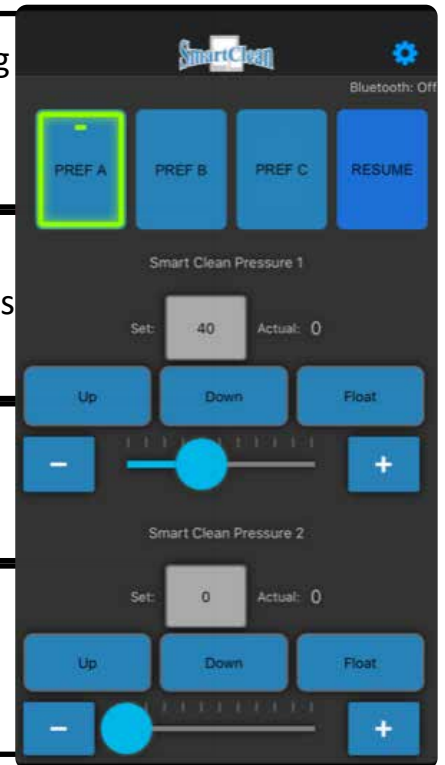 g
SmartClean
Bluetooth: Off
PREF A PREF B PREF C RESUME
Smart Clean Pressure 1
s
Set: 40 Actual: 0
Up Down Float
− +
Smart Clean Pressure 2
Set: 0 Actual: 0
Up Down Float
− +